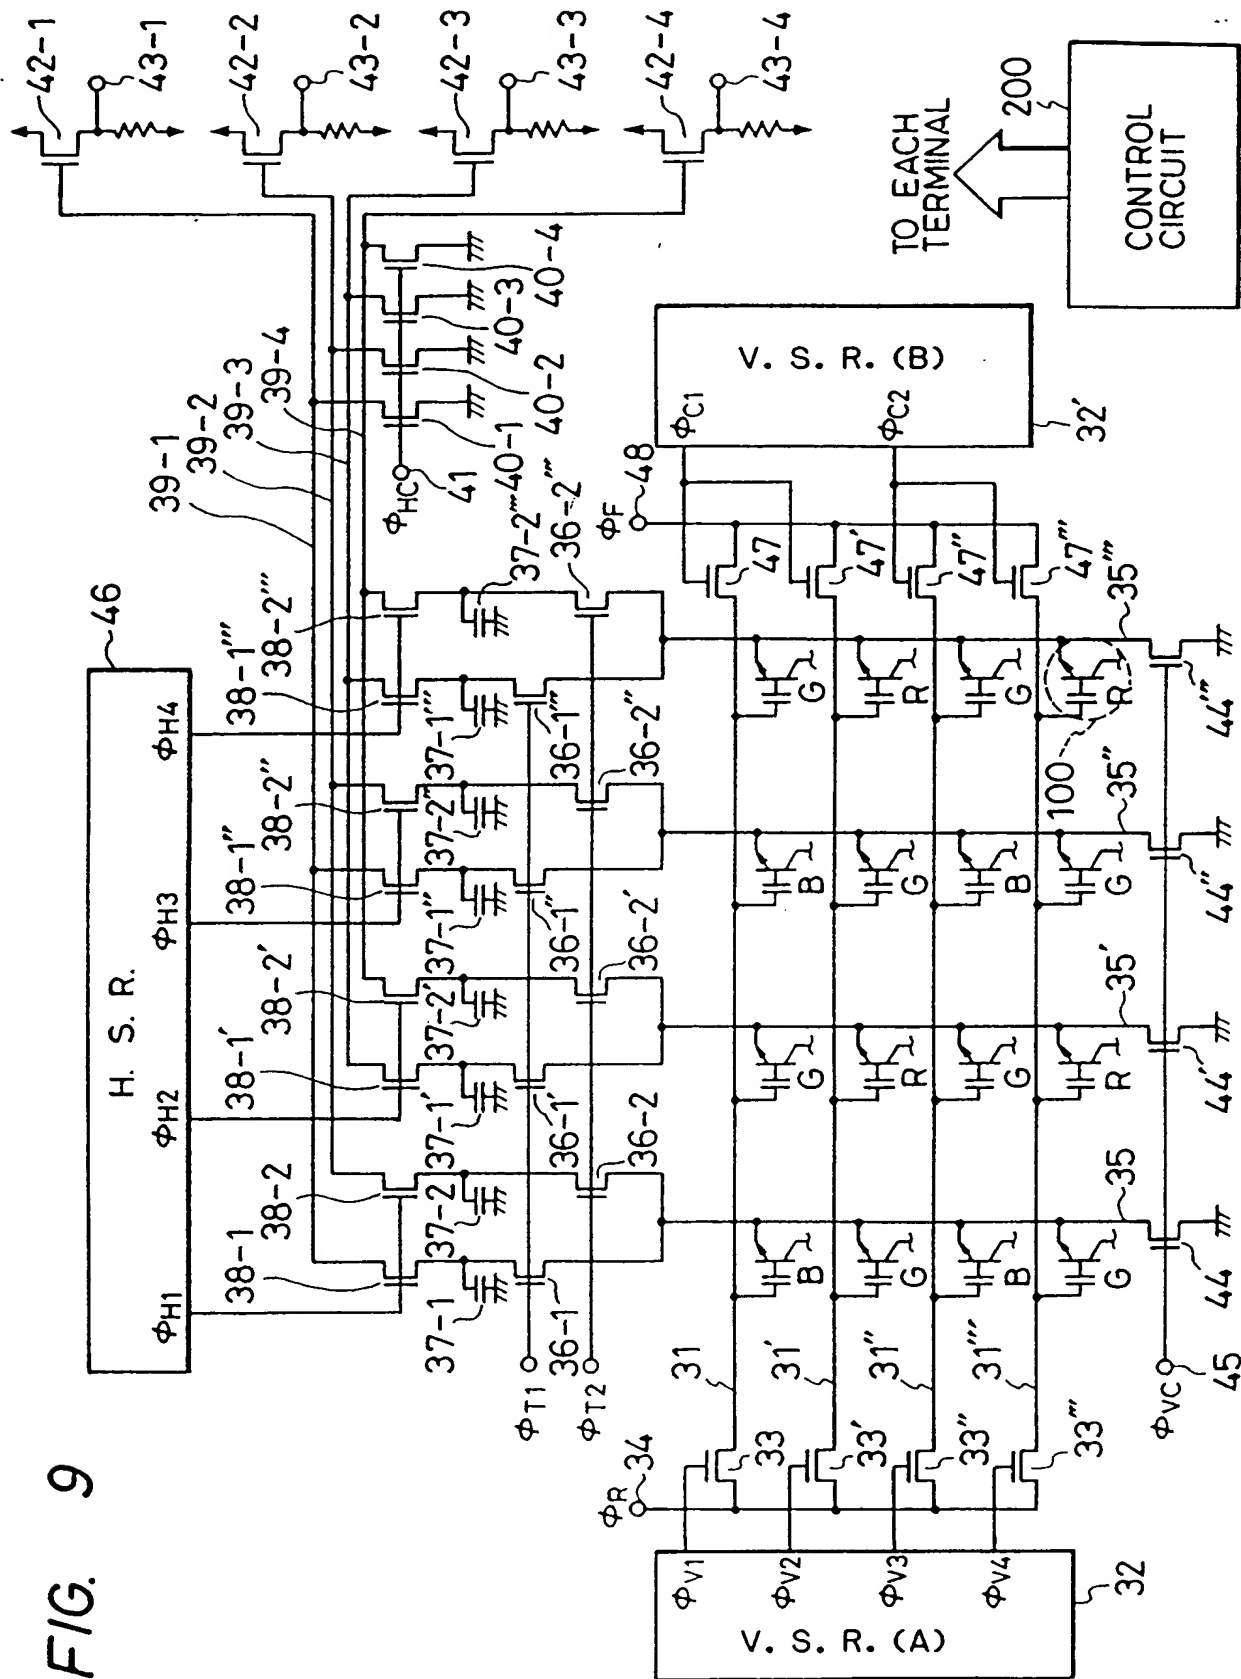 FIG. 9
46
H. S. R.
ΦH1
ΦH2
ΦH3
ΦH4
38-1
38-2
38-1'
38-2'
38-1''
38-2''
38-1'''
38-2'''
39-1
39-2
39-3
39-4
42-1
43-1
42-2
43-2
42-3
43-3
42-4
43-4
37-1
37-2
37-1'
37-2'
37-1''
37-2''
37-1'''
37-2'''
ΦHC
41
40-1
40-2
40-3
40-4
ΦT1
ΦT2
36-1
36-2
36-1'
36-2'
36-1''
36-2''
36-1'''
36-2'''
TO EACH
TERMINAL
200
CONTROL
CIRCUIT
ΦR
34
ΦF
48
ΦV1
ΦV2
ΦV3
ΦV4
V. S. R. (A)
32
33
33'
33''
33'''
31
31'
31''
31'''
B
G
B
G
G
R
G
R
B
G
B
G
G
R
G
R
100
47
47'
47''
47'''
ΦC1
ΦC2
V. S. R. (B)
32'
35
35'
35''
35'''
ΦVC
45
44
44'
44''
44'''